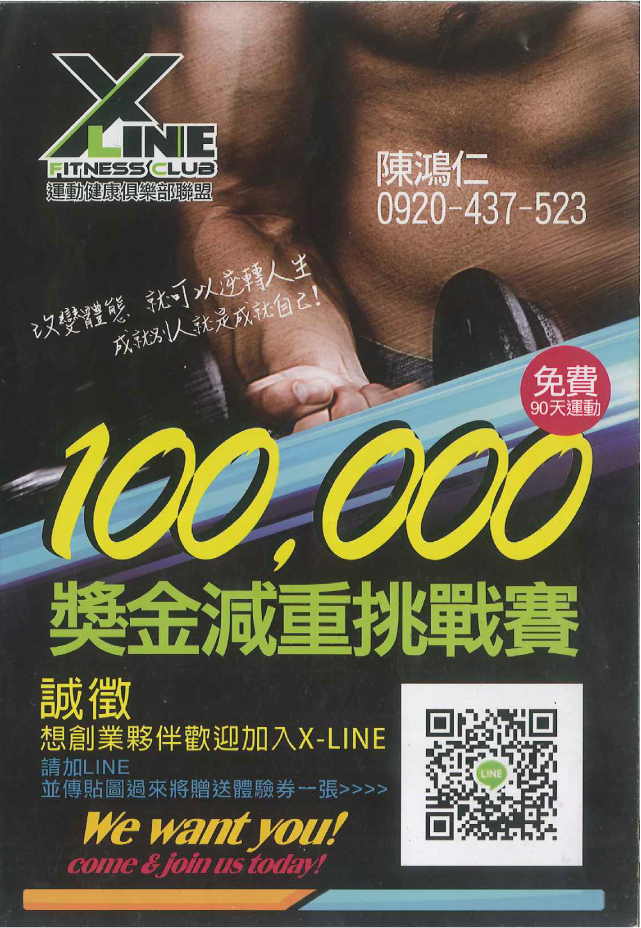 X
LINE
FITNESS CLUB
運動健康俱樂部聯盟
陳鴻仁
0920-437-523
改變體態 就可以逆轉人生
成就別人就是成就自己!
免費
90天運動
100,000
獎金減重挑戰賽
誠徵
想創業夥伴歡迎加入X-LINE
請加LINE
並傳貼圖過來將贈送體驗券一張>>>>
LINE
We want you!
come & join us today!